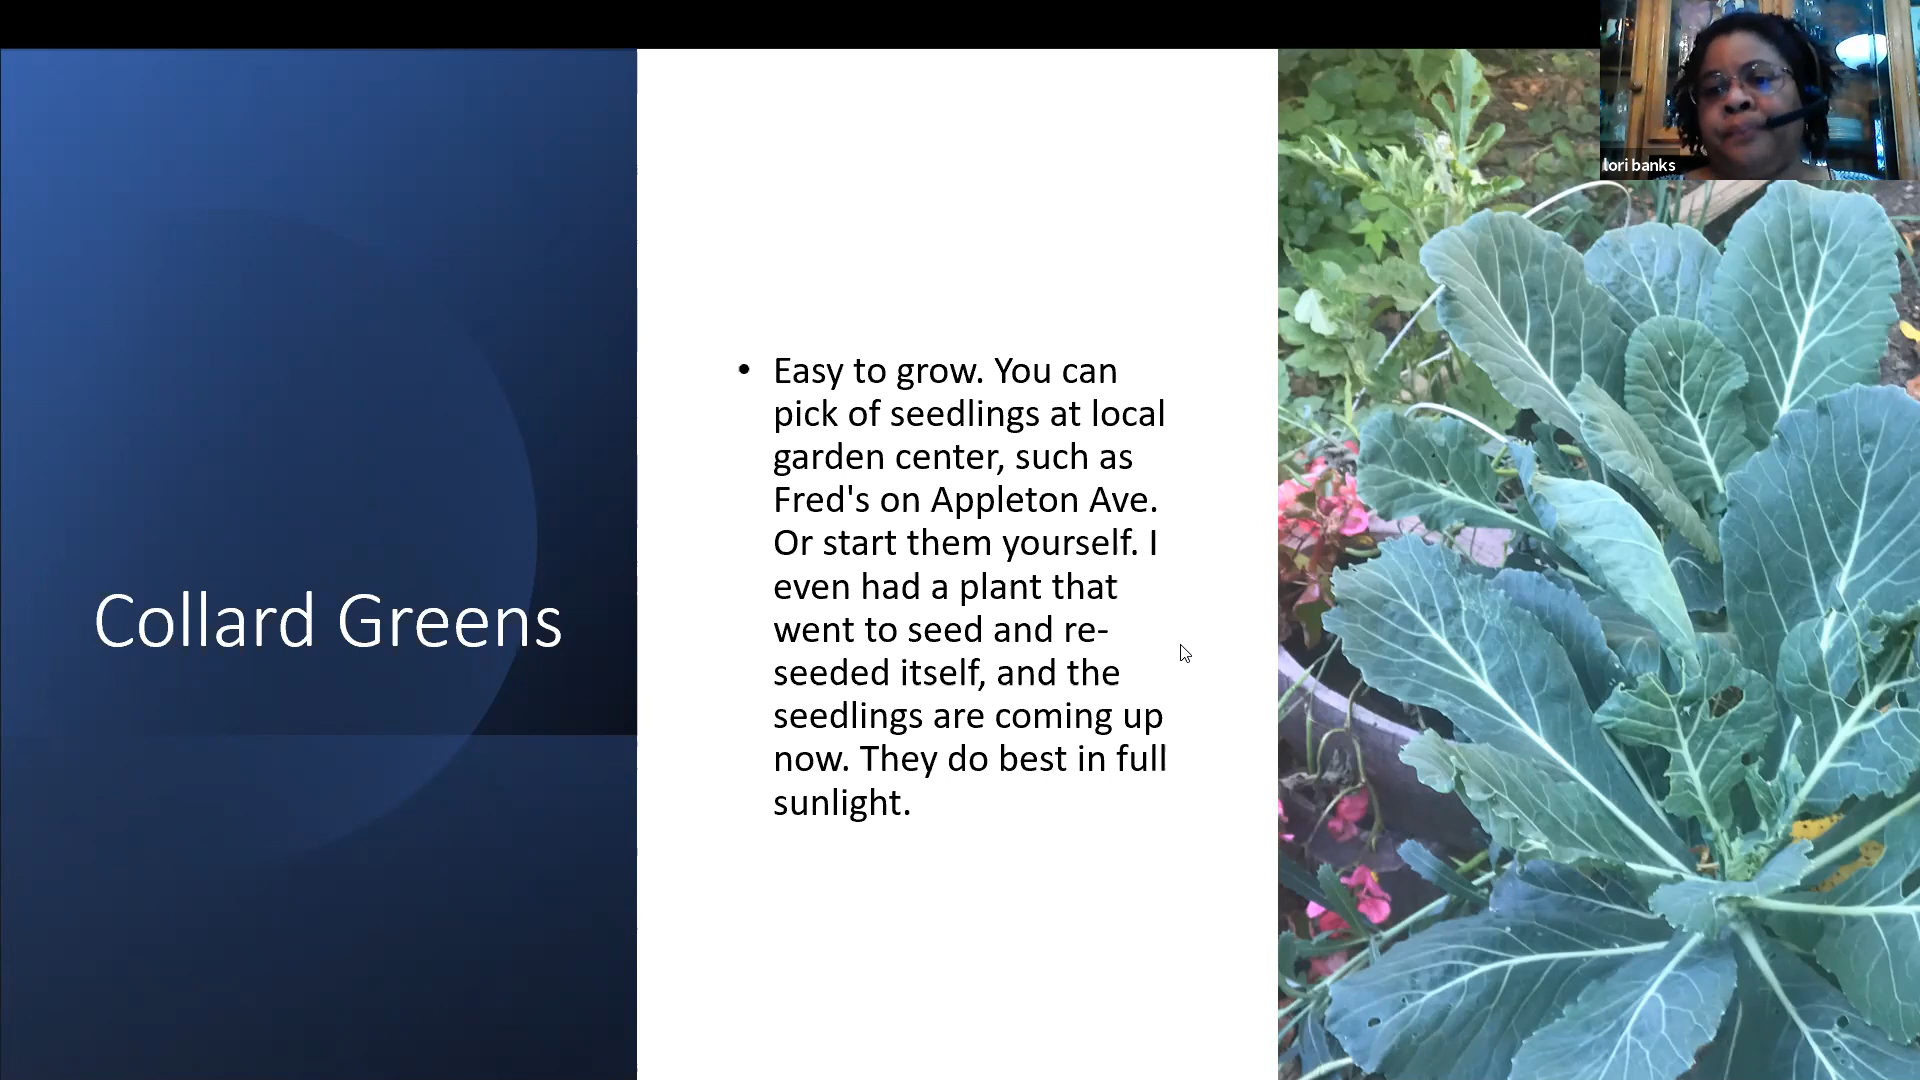 lori banks
Collard Greens
• Easy to grow. You can
pick of seedlings at local
garden center, such as
Fred's on Appleton Ave.
Or start them yourself. I
even had a plant that
went to seed and re-
seeded itself, and the
seedlings are coming up
now. They do best in full
sunlight.